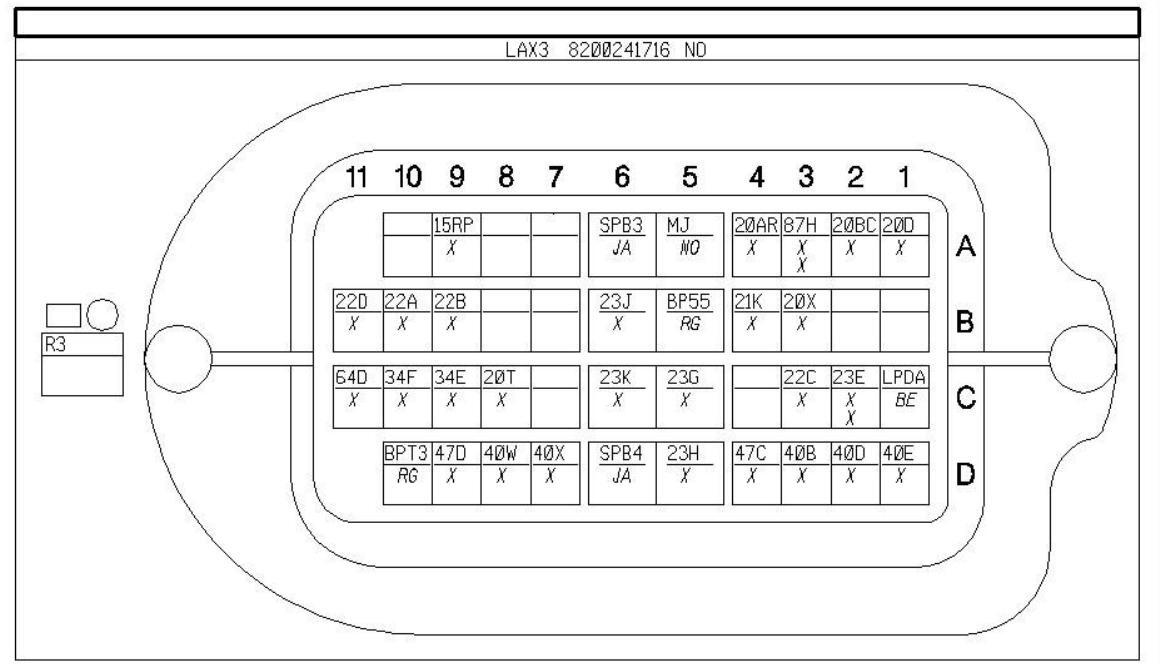 LAX3 8200241716 NO
11 10 9 8 7 6 5 4 3 2 1
15RP SPB3 MJ 20AR 87H 20BC 20D
X JA NO X X X X
X
A
22D 22A 22B 23J BP55 21K 20X
X X X X RG X X
B
R3
64D 34F 34E 20T 23K 23G 22C 23E LPDA
X X X X X X X X BE
X
C
BPT3 47D 40W 40X SPB4 23H 47C 40B 40D 40E
RG X X X JA X X X X X
D